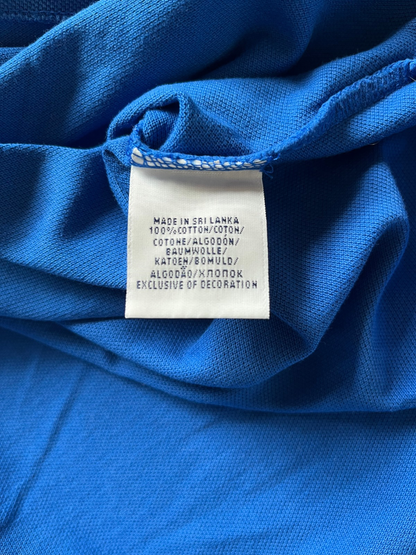 MADE IN SRI LANKA
100%COTTON/COTON/
COTONE/ALGODÓN/
BAUMWOLLE/
KATOEN/BOMULD/
ALGODÃO/ХЛОПОК
EXCLUSIVE OF DECORATION